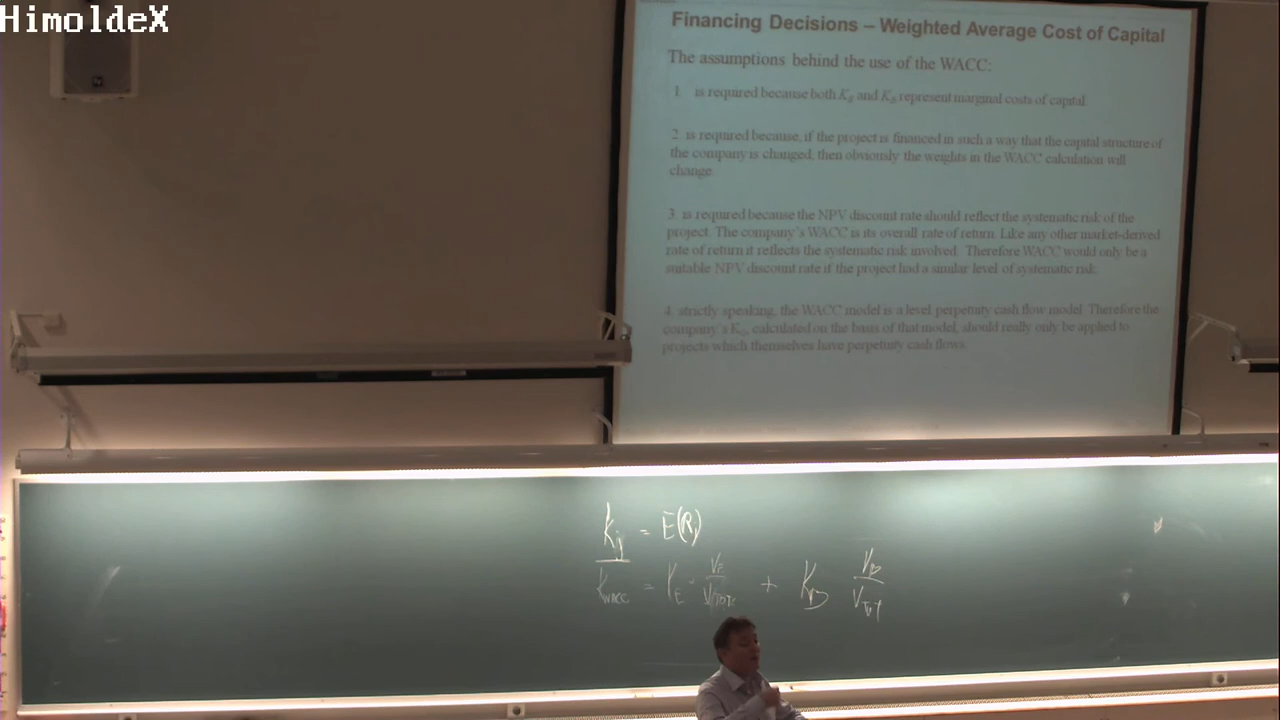 HimoldeX
Financing Decisions – Weighted Average Cost of Capital
The assumptions behind the use of the WACC:
1 is required because both K_E and K_B represent marginal costs of capital.
2. is required because, if the project is financed in such a way that the capital structure of
the company is changed, then obviously the weights in the WACC calculation will
change
3. is required because the NPV discount rate should reflect the systematic risk of the
project. The company's WACC is its overall rate of return. Like any other market-derived
rate of return it reflects the systematic risk involved. Therefore WACC would only be a
suitable NPV discount rate if the project had a similar level of systematic risk.
4. strictly speaking, the WACC model is a level perpetuity cash flow model. Therefore the
company's K, calculated on the basis of that model, should really only be applied to
projects which themselves have perpetuity cash flows.
K_j = E(R_j)
K_WACC = K_E · V_E / V_TOT + K_B V_B / V_TOT